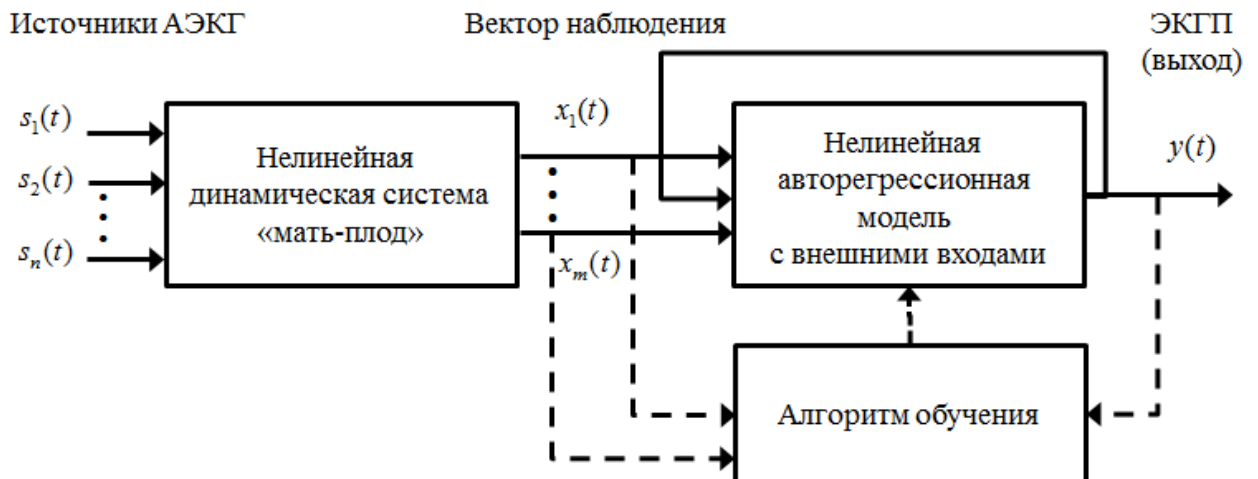 Источники АЭКГ
Вектор наблюдения
ЭКГП
(выход)
s₁(t)
s₂(t)
sₙ(t)
Нелинейная
динамическая система
«мать-плод»
x₁(t)
xₘ(t)
Нелинейная
авторегрессионная
модель
с внешними входами
y(t)
Алгоритм обучения